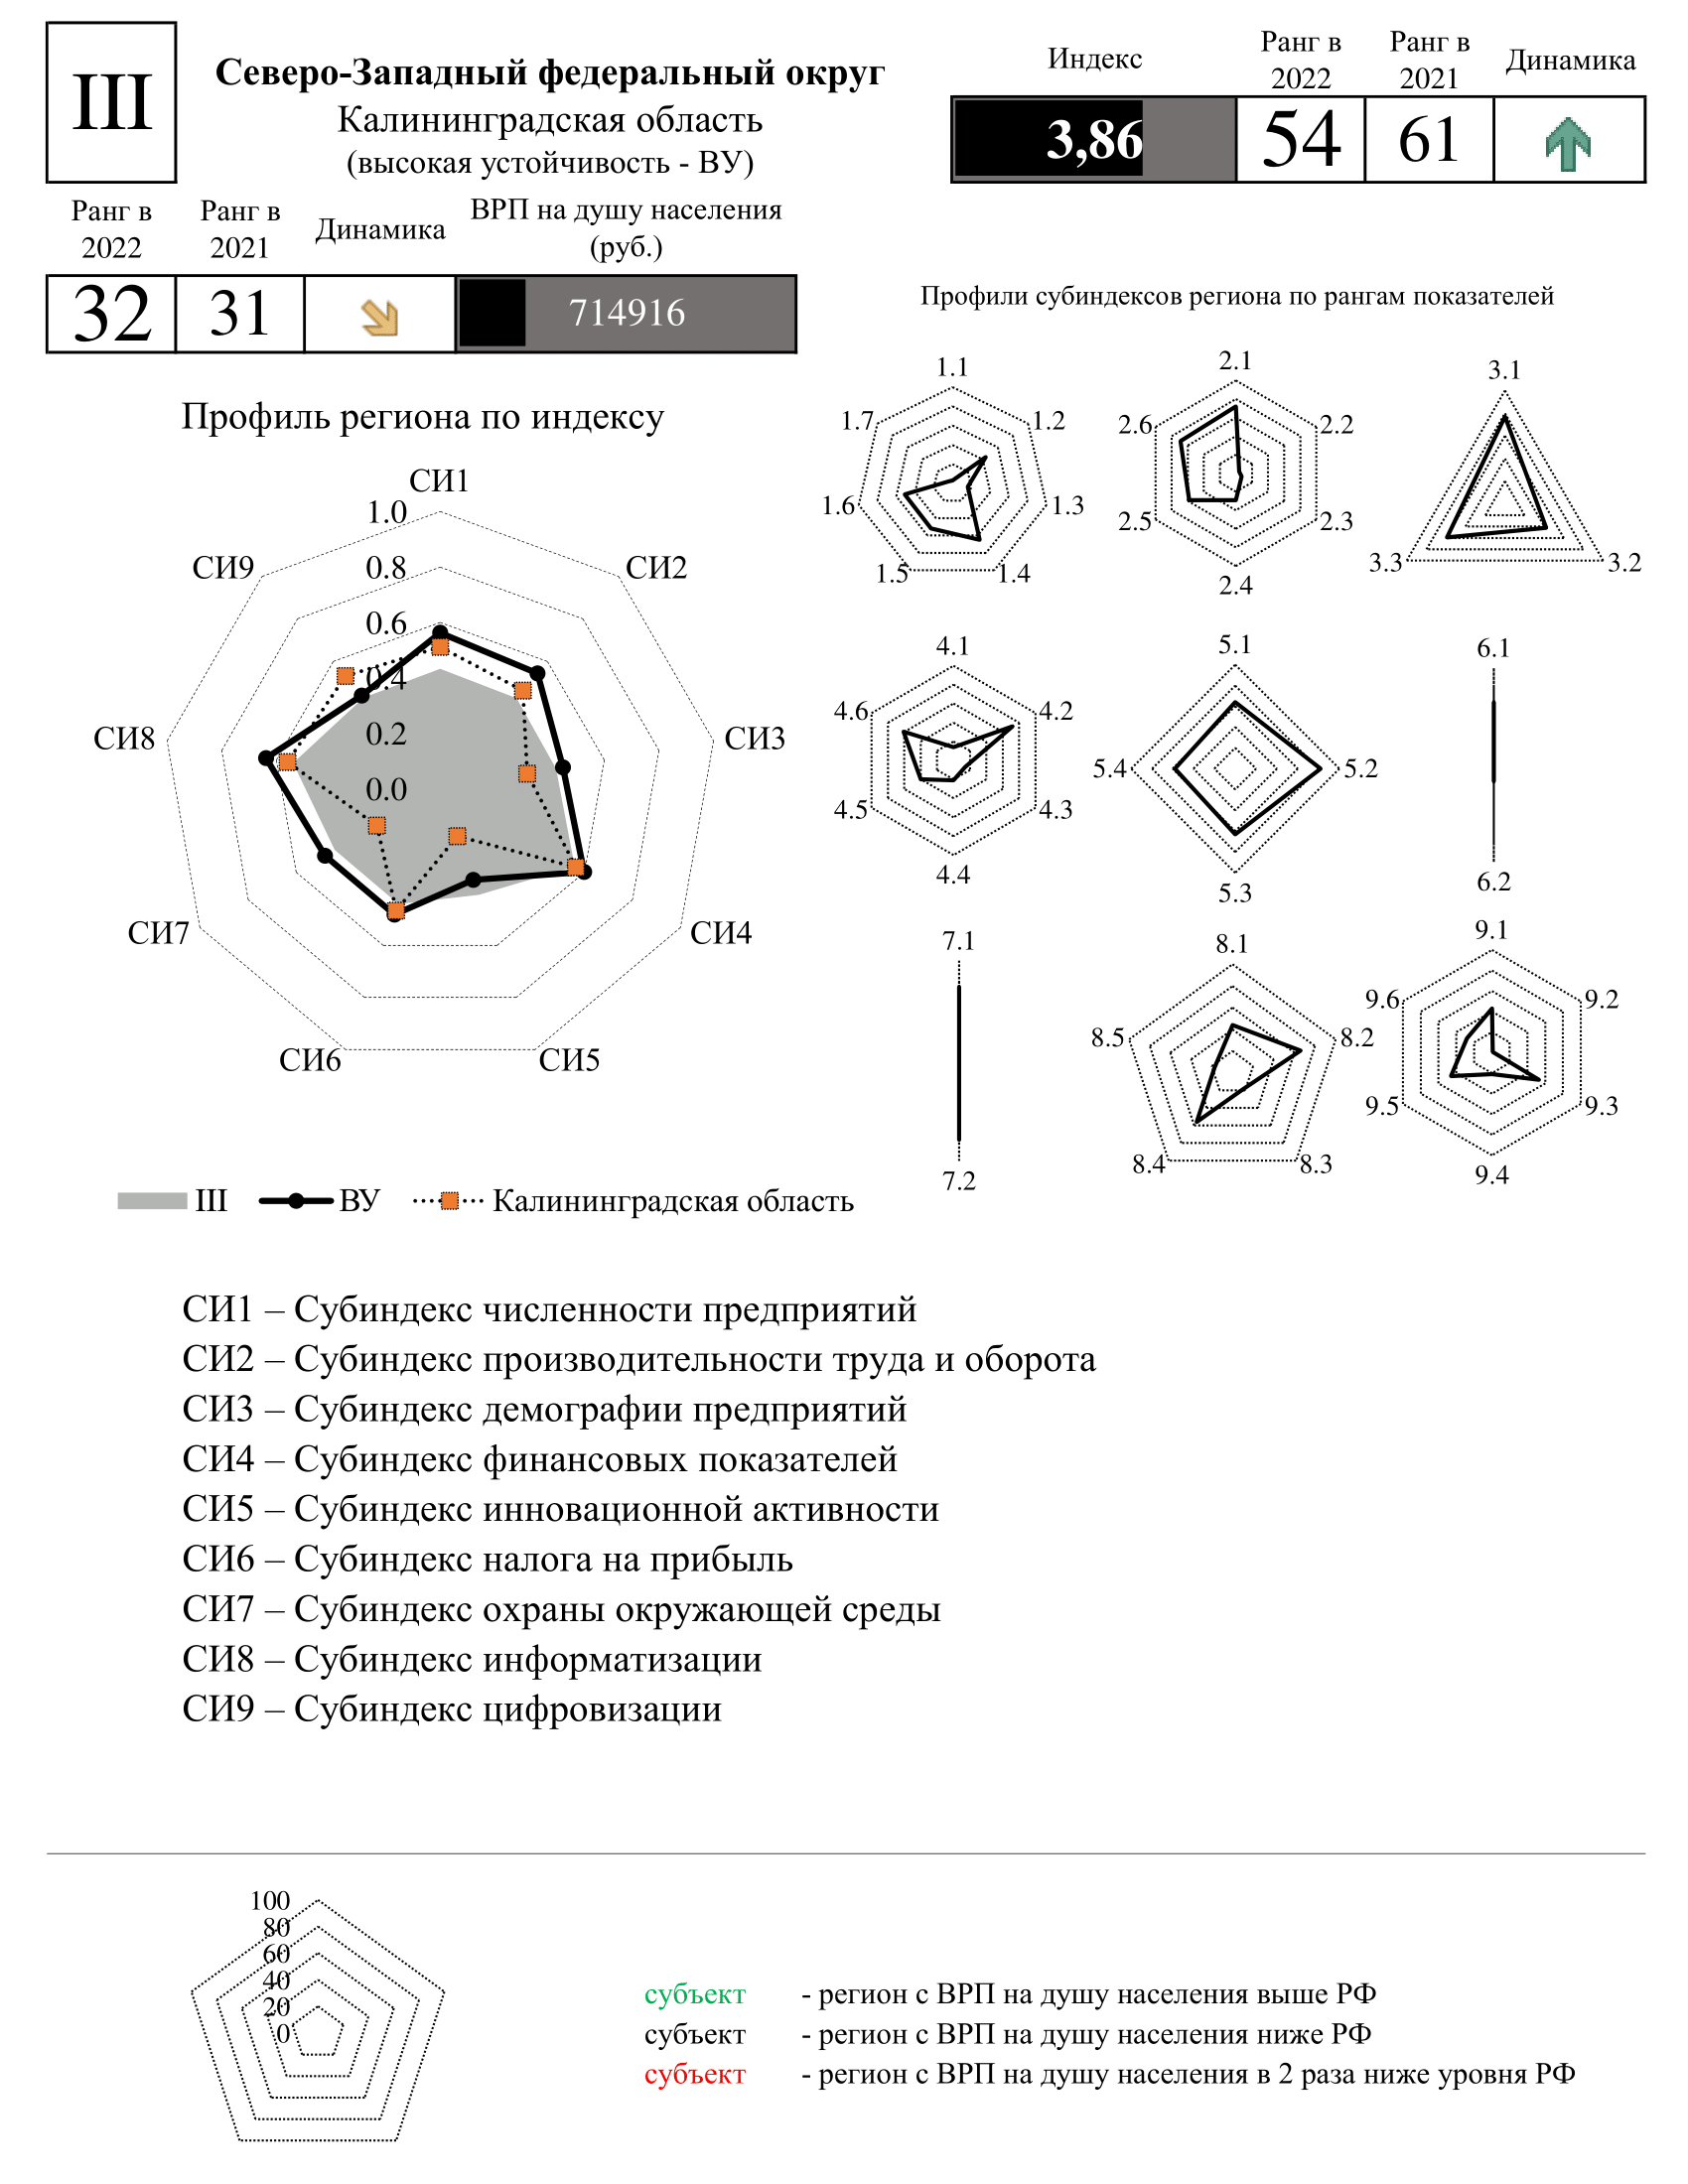 III
Северо-Западный федеральный округ
Калининградская область
(высокая устойчивость - ВУ)
Индекс
Ранг в 2022
Ранг в 2021
Динамика
3,86
54
61
Ранг в 2022
Ранг в 2021
Динамика
ВРП на душу населения (руб.)
32
31
714916
Профиль региона по индексу
СИ1
СИ2
СИ3
СИ4
СИ5
СИ6
СИ7
СИ8
СИ9
1.0
0.8
0.6
0.4
0.2
0.0
III
ВУ
Калининградская область
Профили субиндексов региона по рангам показателей
1.1
1.2
1.3
1.4
1.5
1.6
1.7
2.1
2.2
2.3
2.4
2.5
2.6
3.1
3.2
3.3
4.1
4.2
4.3
4.4
4.5
4.6
5.1
5.2
5.3
5.4
6.1
6.2
7.1
7.2
8.1
8.2
8.3
8.4
8.5
9.1
9.2
9.3
9.4
9.5
9.6
СИ1 – Субиндекс численности предприятий
СИ2 – Субиндекс производительности труда и оборота
СИ3 – Субиндекс демографии предприятий
СИ4 – Субиндекс финансовых показателей
СИ5 – Субиндекс инновационной активности
СИ6 – Субиндекс налога на прибыль
СИ7 – Субиндекс охраны окружающей среды
СИ8 – Субиндекс информатизации
СИ9 – Субиндекс цифровизации
100
80
60
40
20
0
субъект - регион с ВРП на душу населения выше РФ
субъект - регион с ВРП на душу населения ниже РФ
субъект - регион с ВРП на душу населения в 2 раза ниже уровня РФ